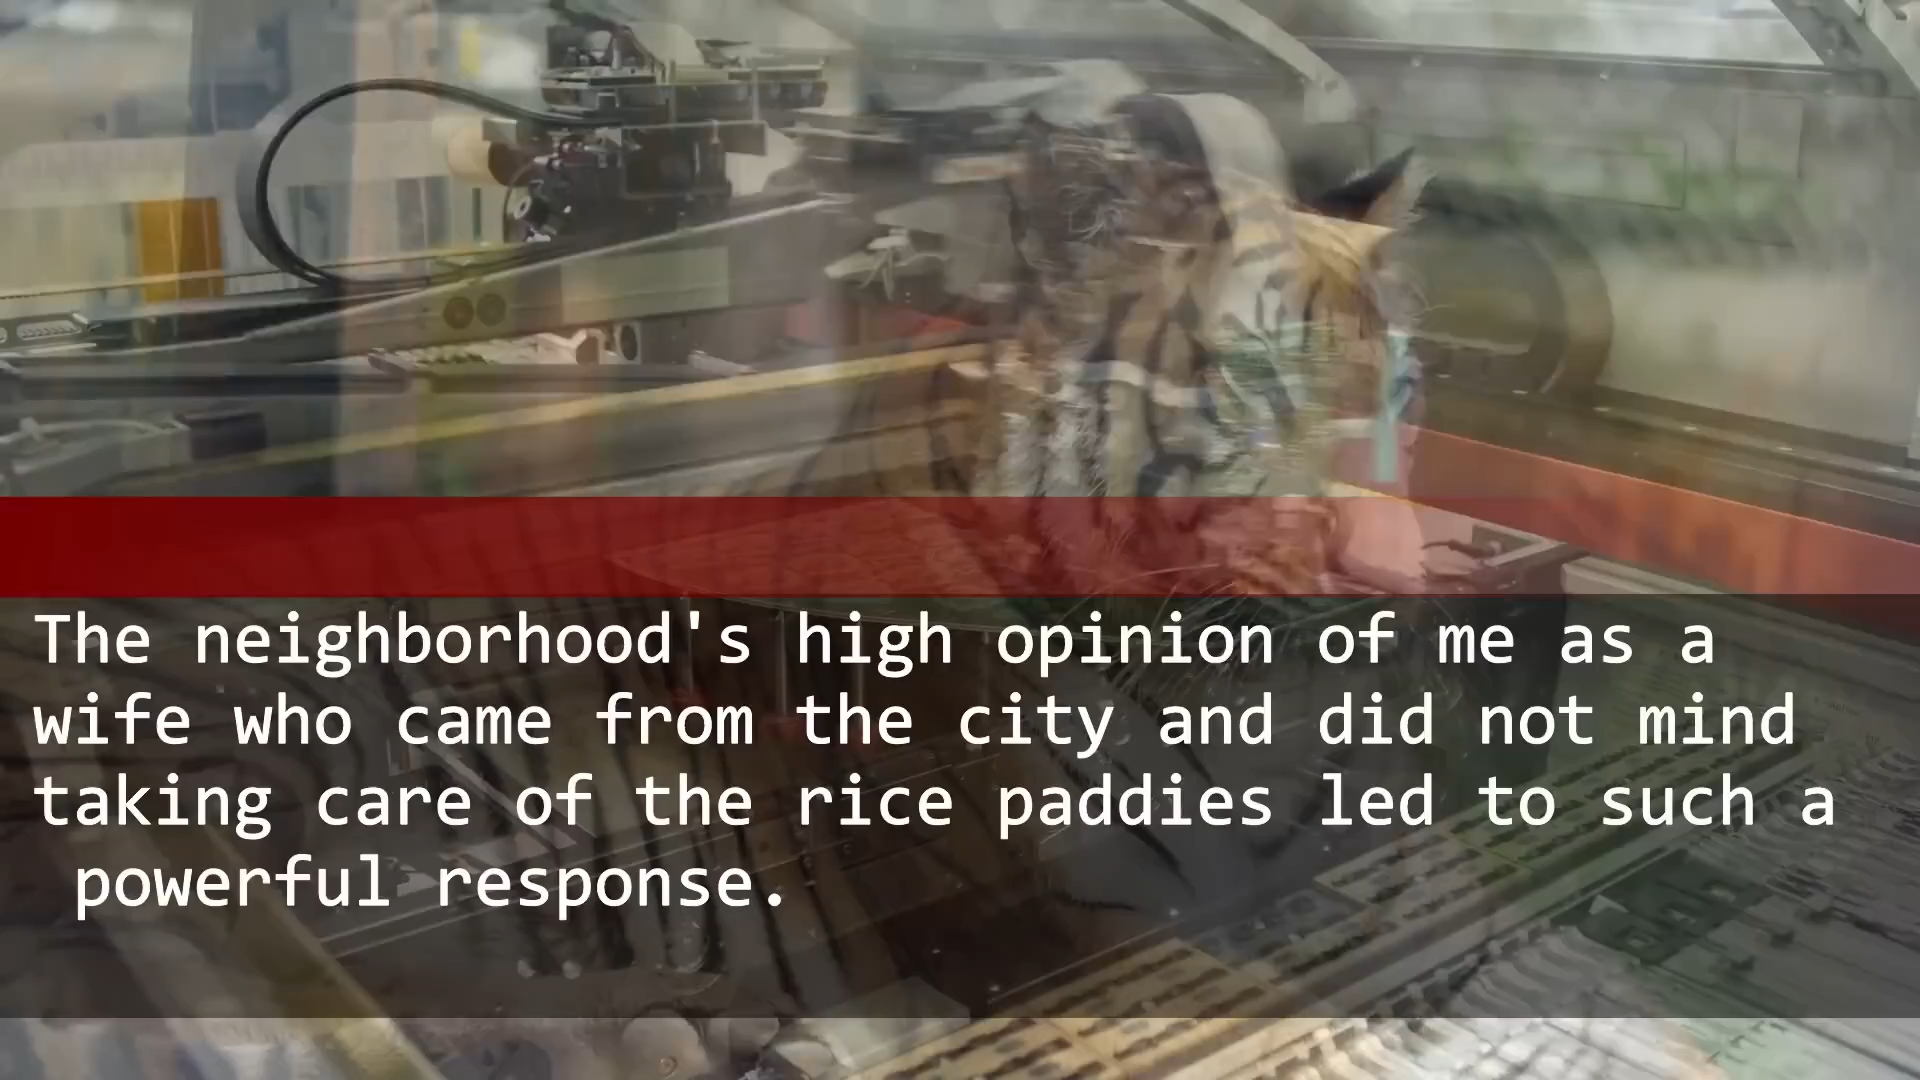 The neighborhood's high opinion of me as a
wife who came from the city and did not mind
taking care of the rice paddies led to such a
powerful response.